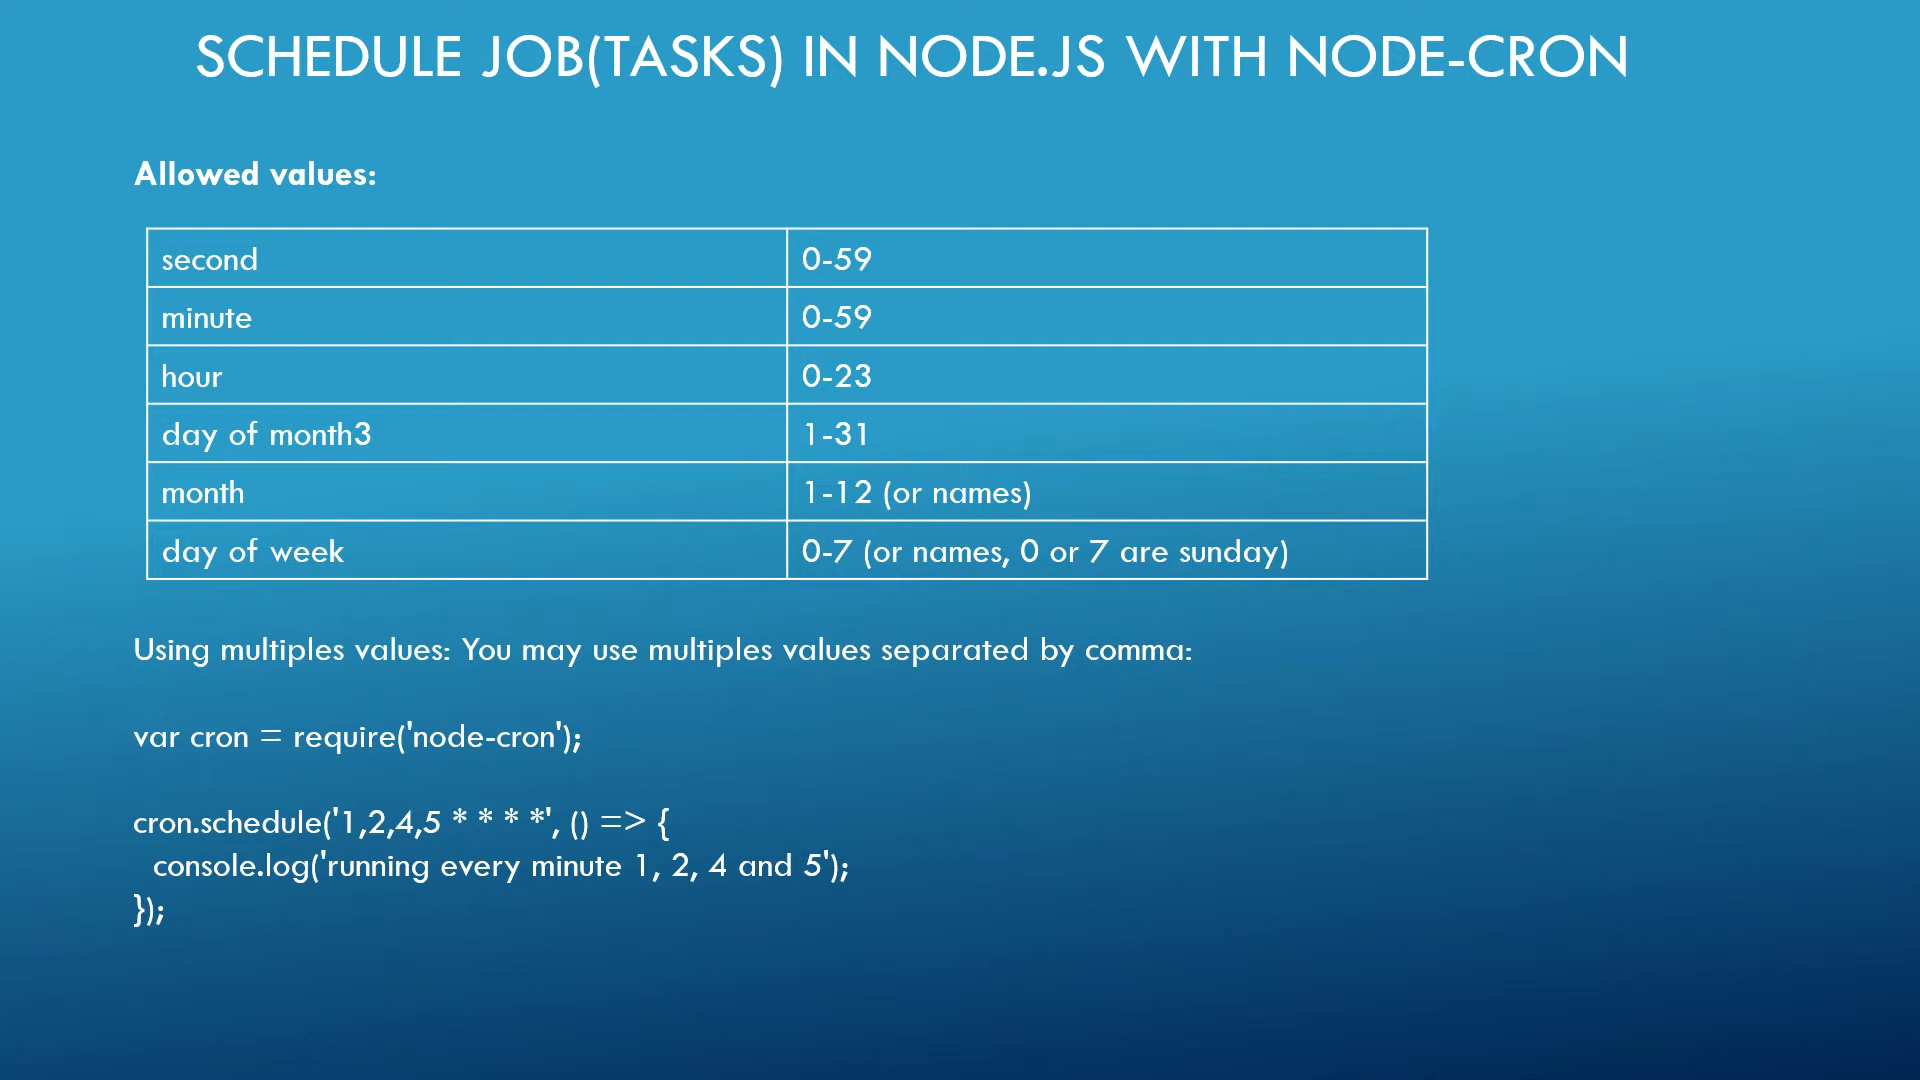 SCHEDULE JOB(TASKS) IN NODE.JS WITH NODE-CRON
Allowed values:
second 0-59
minute 0-59
hour 0-23
day of month3 1-31
month 1-12 (or names)
day of week 0-7 (or names, 0 or 7 are sunday)
Using multiples values: You may use multiples values separated by comma:
var cron = require('node-cron');
cron.schedule('1,2,4,5 * * * *', () => {
  console.log('running every minute 1, 2, 4 and 5');
});